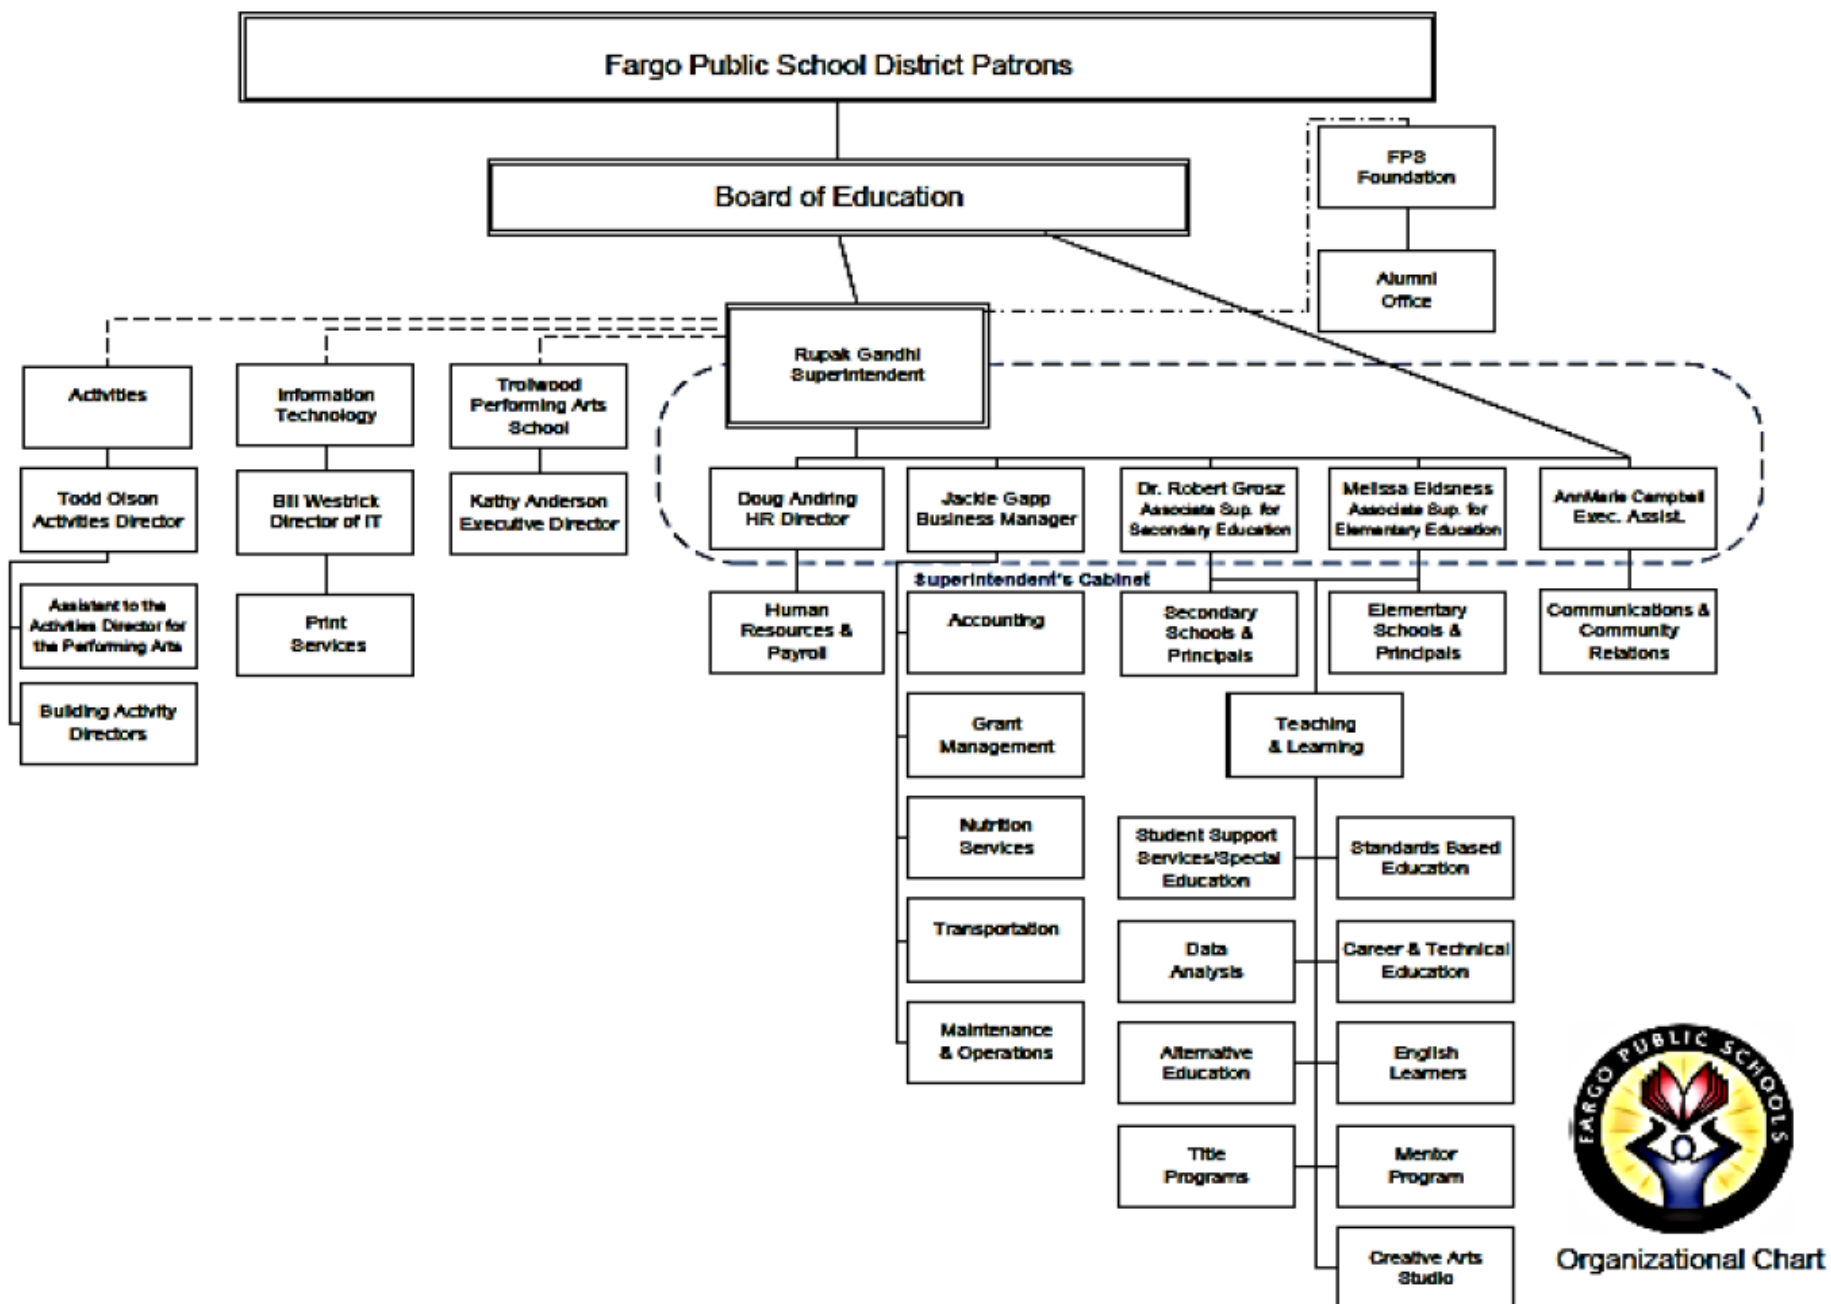 Fargo Public School District Patrons
Board of Education
FPS
Foundation
Alumni
Office
Rupak Gandhi
Superintendent
Activities
Information
Technology
Trollwood
Performing Arts
School
Todd Olson
Activities Director
Bill Westrick
Director of IT
Kathy Anderson
Executive Director
Doug Andring
HR Director
Jackie Gapp
Business Manager
Dr. Robert Grosz
Associate Sup. for
Secondary Education
Melissa Eidsness
Associate Sup. for
Elementary Education
AnnMarie Campbell
Exec. Assist.
Superintendent's Cabinet
Assistant to the
Activities Director for
the Performing Arts
Print
Services
Human
Resources &
Payroll
Accounting
Secondary
Schools &
Principals
Elementary
Schools &
Principals
Communications &
Community
Relations
Building Activity
Directors
Grant
Management
Teaching
& Learning
Nutrition
Services
Student Support
Services/Special
Education
Standards Based
Education
Transportation
Data
Analysis
Career & Technical
Education
Maintenance
& Operations
Alternative
Education
English
Learners
Title
Programs
Mentor
Program
Creative Arts
Studio
FARGO PUBLIC SCHOOLS
Organizational Chart